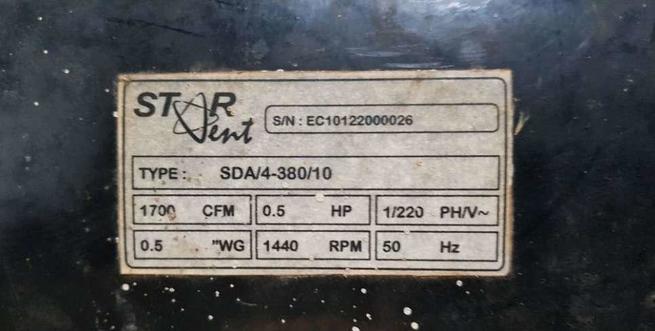 STAR Vent
S/N : EC10122000026
TYPE : SDA/4-380/10
1700 CFM 0.5 HP 1/220 PH/V~
0.5 "WG 1440 RPM 50 Hz